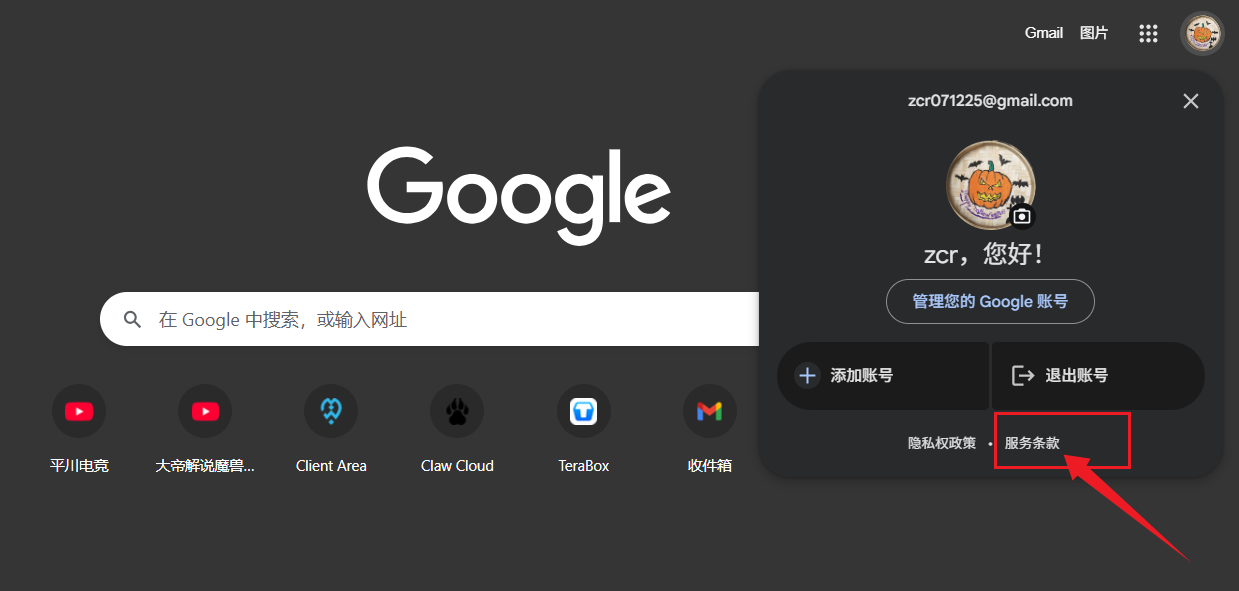 Gmail 图片
zcr071225@gmail.com
Google
zcr，您好！
管理您的 Google 账号
在 Google 中搜索，或输入网址
添加账号
退出账号
隐私权政策 • 服务条款
平川电竞
大帝解说魔兽...
Client Area
Claw Cloud
TeraBox
收件箱